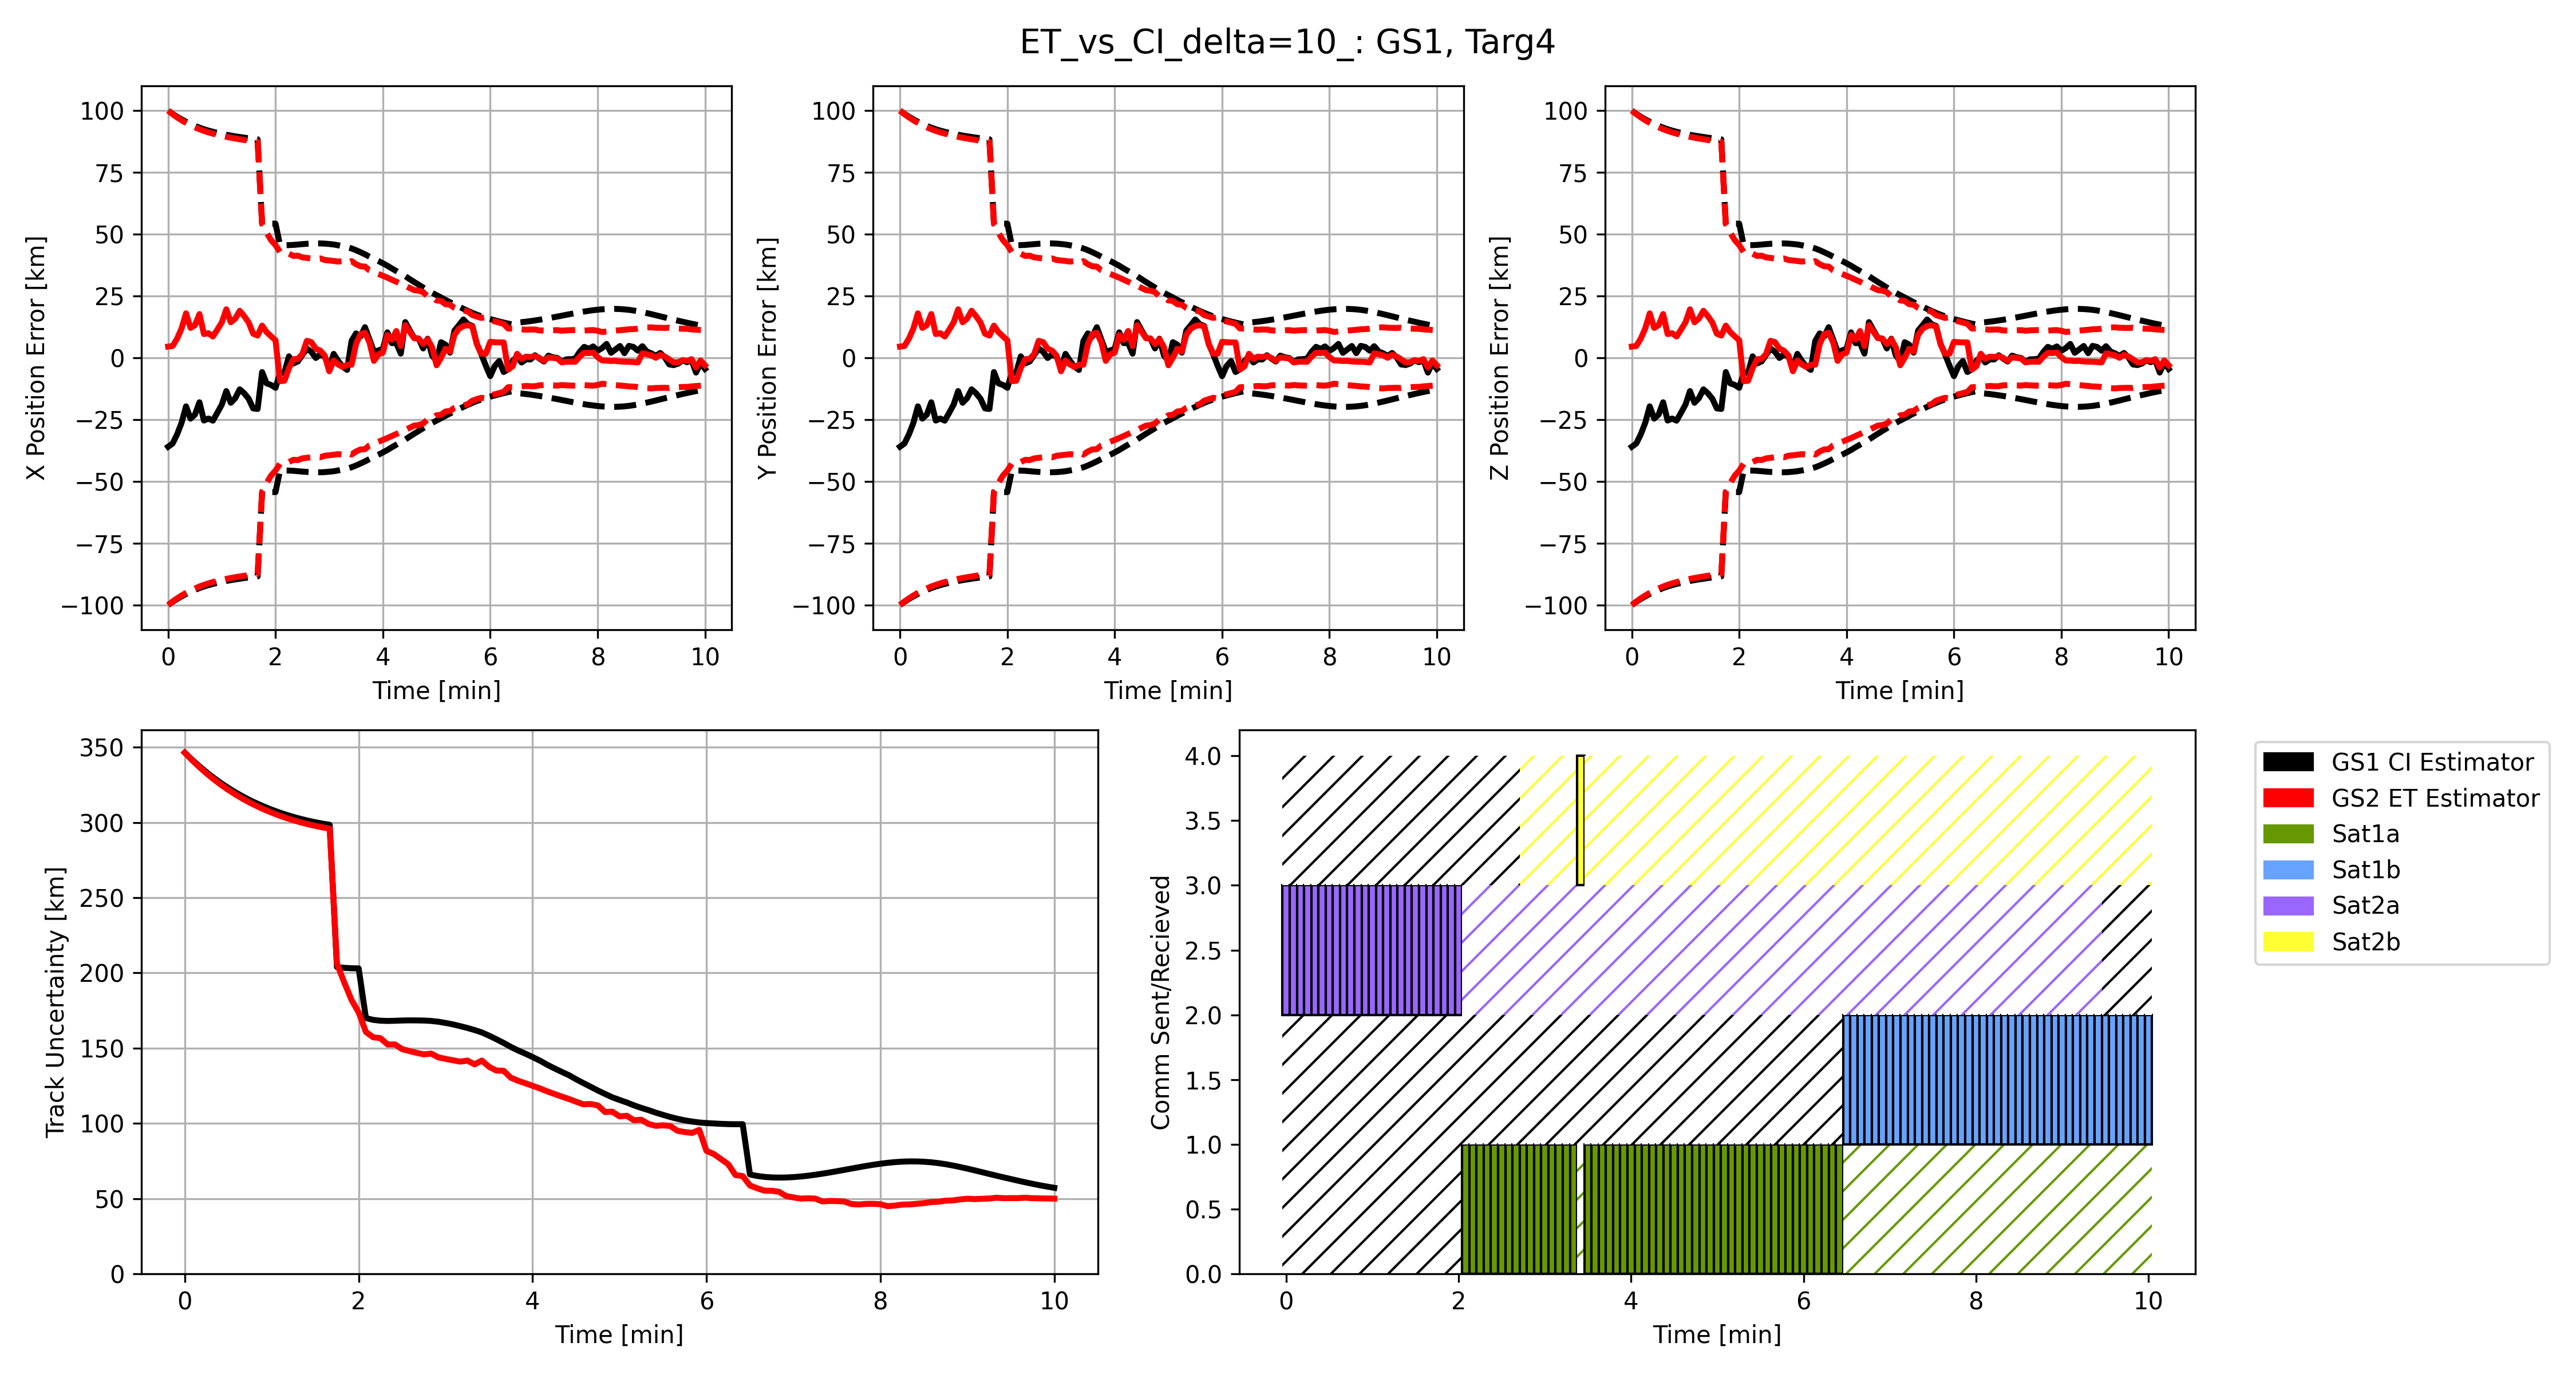 ET_vs_CI_delta=10_: GS1, Targ4
100
75
50
25
0
−25
−50
−75
−100
X Position Error [km]
0 2 4 6 8 10
Time [min]
100
75
50
25
0
−25
−50
−75
−100
Y Position Error [km]
0 2 4 6 8 10
Time [min]
100
75
50
25
0
−25
−50
−75
−100
Z Position Error [km]
0 2 4 6 8 10
Time [min]
350
300
250
200
150
100
50
0
Track Uncertainty [km]
0 2 4 6 8 10
Time [min]
4.0
3.5
3.0
2.5
2.0
1.5
1.0
0.5
0.0
Comm Sent/Recieved
0 2 4 6 8 10
Time [min]
GS1 CI Estimator
GS2 ET Estimator
Sat1a
Sat1b
Sat2a
Sat2b